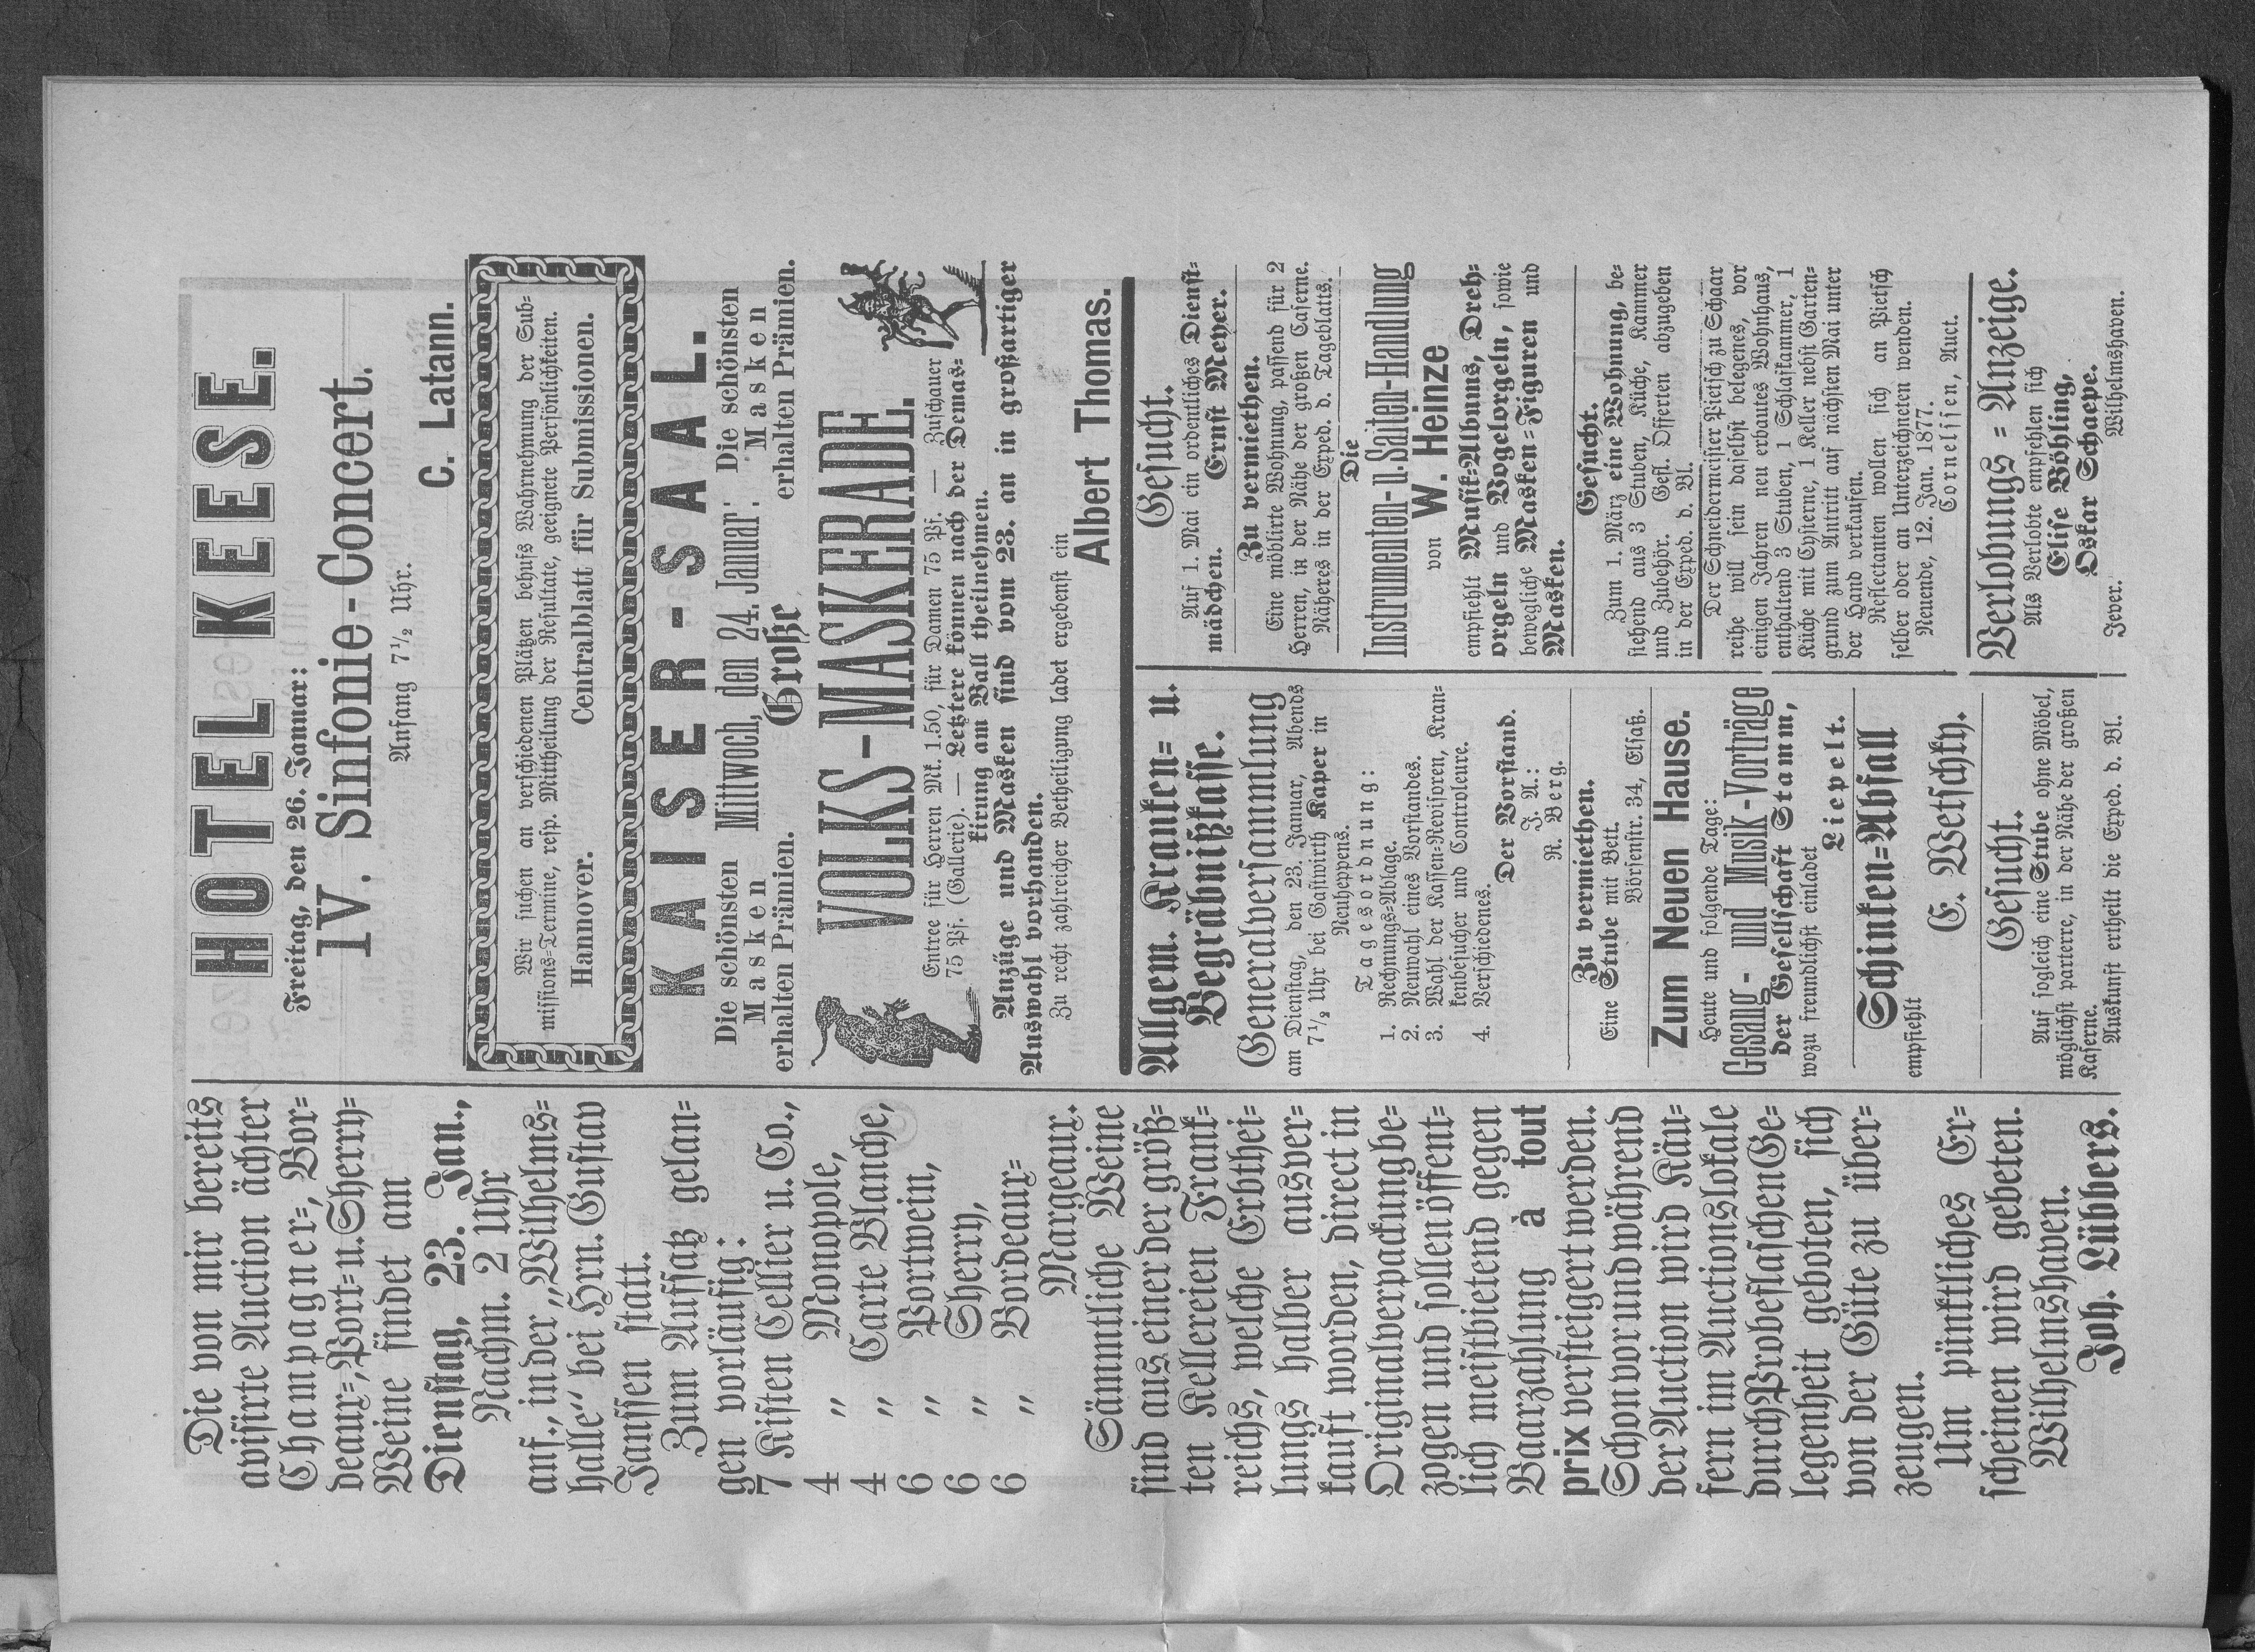 Die von mir bereits
avisirte Auction ächter
Champagner-, Bor-
deaux-, Port- u. Sherry-
Weine findet am
Dienstag, 23. Jan.,
Nachm. 2 Uhr
anf., in der „Wilhelms-
halle" bei Hrn. Gustav
Janssen statt.
Zum Aufsatz gelan-
gen vorläufig:
7 Kisten Cellier u. Co.,
4 „ Monopole,
4 „ Carte Blanche,
6 „ Portwein,
6 „ Sherry,
6 „ Bordeaux-
Margeaux.
Sämmtliche Weine
sind aus einer der größ-
ten Kellereien Frank-
reichs, welche Erbthei-
lungs halber ausver-
kauft worden, direct in
Originalverpackung be-
zogen und sollen öffent-
lich meistbietend gegen
Baarzahlung à tout
prix versteigert werden.
Schon vor und während
der Auction wird Käu-
fern im Auctionslokale
durch Probeflaschen Ge-
legenheit geboten, sich
von der Güte zu über-
zeugen.
Um pünktliches Er-
scheinen wird gebeten.
Wilhelmshaven.
Joh. Lübbers.
HOTEL KEESE.
Freitag, den 26. Januar:
IV. Sinfonie-Concert.
Anfang 7½ Uhr.
C. Latann.
Wir suchen an verschiedenen Plätzen behufs Wahrnehmung der Sub-
missions-Termine, resp. Mittheilung der Resultate, geeignete Persönlichkeiten.
Hannover. Centralblatt für Submissionen.
KAISER-SAAL.
Die schönsten Mittwoch, den 24. Januar: Die schönsten
Masken Große Masken
erhalten Prämien. erhalten Prämien.
VOLKS-MASKERADE.
Entree für Herren Mk. 1.50, für Damen 75 Pf. — Zuschauer
75 Pf. (Gallerie). — Letztere können nach der Demas-
kirung am Ball theilnehmen.
Anzüge und Masken sind vom 23. an in großartiger
Auswahl vorhanden.
Zu recht zahlreicher Betheiligung ladet ergebenst ein
Albert Thomas.
Allgem. Kranken- u.
Begräbnißkasse.
Generalversammlung
am Dienstag, den 23. Januar, Abends
7½ Uhr bei Gastwirth Kaper in
Neuheppens.
Tagesordnung:
1. Rechnungs-Ablage.
2. Neuwahl eines Vorstandes.
3. Wahl der Kassen-Revisoren, Kran-
kenbesucher und Controleure.
4. Verschiedenes.
Der Vorstand.
J. A.:
R. Berg.
Zu vermiethen.
Eine Stube mit Bett.
Börsenstr. 34, Elsaß.
Zum Neuen Hause.
Heute und folgende Tage:
Gesang- und Musik-Vorträge
der Gesellschaft Stamm,
wozu freundlichst einladet
Liepelt.
Schinken-Abfall
empfiehlt
E. Wetschky.
Gesucht.
Auf sogleich eine Stube ohne Möbel,
möglichst parterre, in der Nähe der großen
Kaserne.
Auskunft ertheilt die Exped. d. Bl.
Gesucht.
Auf 1. Mai ein ordentliches Dienst-
mädchen. Ernst Meyer.
Zu vermiethen.
Eine möblirte Wohnung, passend für 2
Herren, in der Nähe der großen Caserne.
Näheres in der Exped. d. Tageblatts.
Die
Instrumenten- u. Saiten-Handlung
von W. Heinze
empfiehlt Musik-Albums, Dreh-
orgeln und Vogelorgeln, sowie
bewegliche Masken-Figuren und
Masken.
Gesucht.
Zum 1. März eine Wohnung, be-
stehend aus 3 Stuben, Küche, Kammer
und Zubehör. Gefl. Offerten abzugeben
in der Exped. d. Bl.
Der Schneidermeister Pietsch zu Schaar
reihe will sein daselbst belegenes, vor
einigen Jahren neu erbautes Wohnhaus,
enthaltend 3 Stuben, 1 Schlafkammer, 1
Küche mit Cysterne, 1 Keller nebst Garten-
grund zum Antritt auf nächsten Mai unter
der Hand verkaufen.
Reflectanten wollen sich an Pietsch
selber oder an Unterzeichneten wenden.
Neuende, 12. Jan. 1877.
Cornelssen, Auct.
Verlobungs-Anzeige.
Als Verlobte empfehlen sich
Elise Böhling,
Oskar Schaepe.
Jever. Wilhelmshaven.